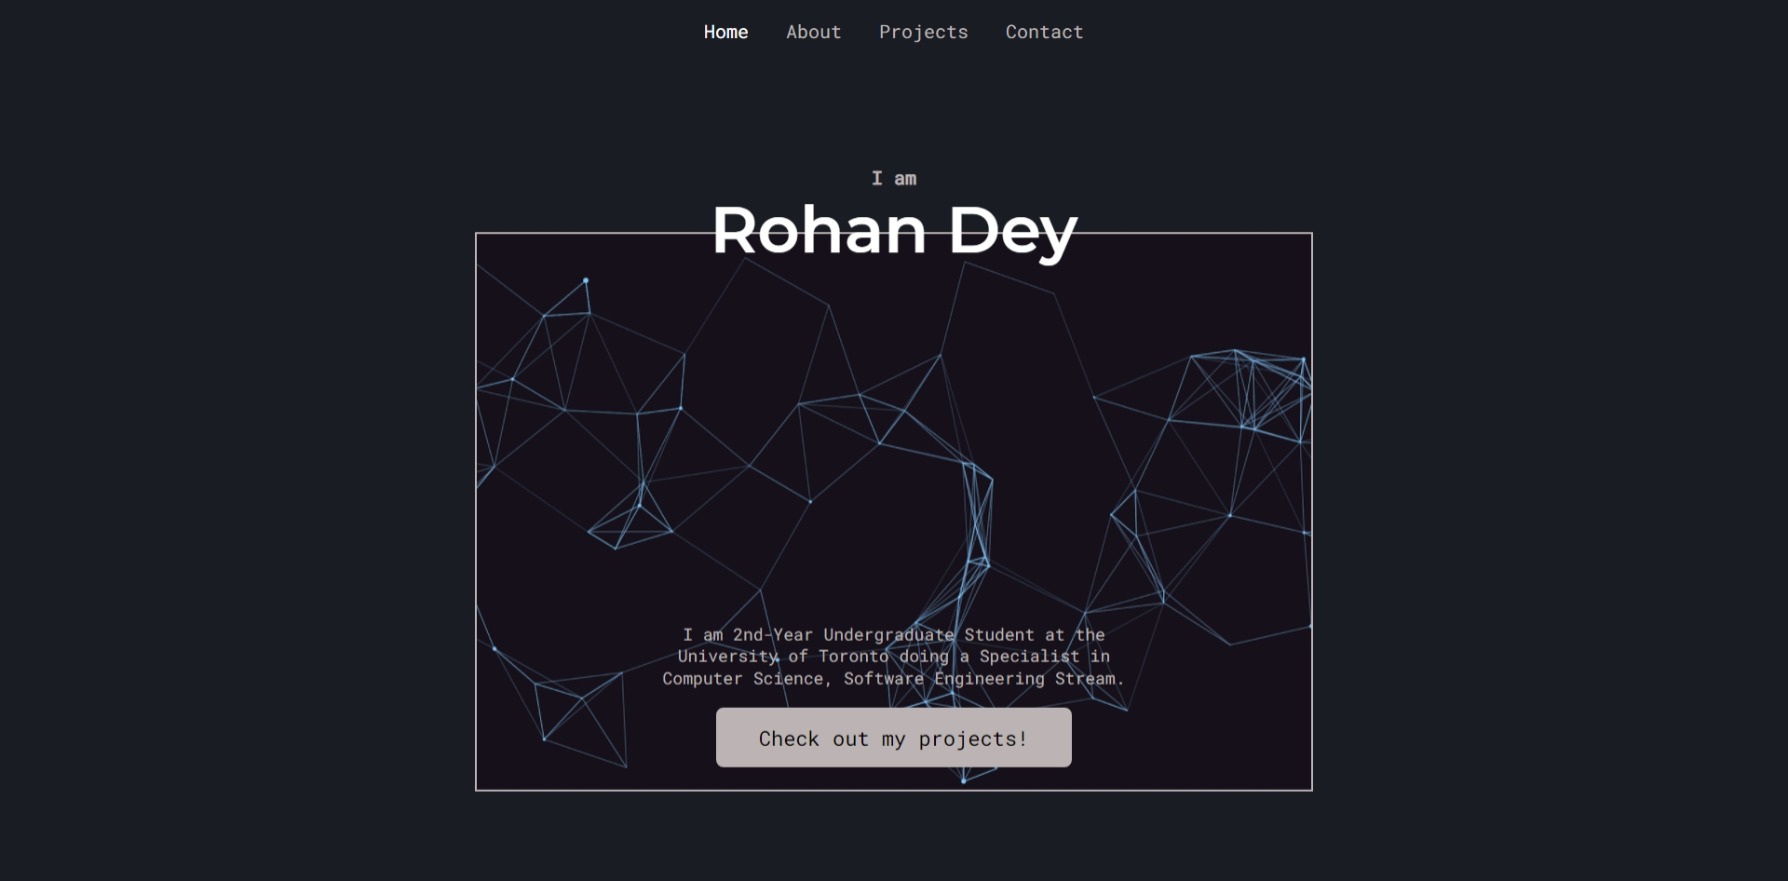 Home About Projects Contact
I am
Rohan Dey
I am 2nd-Year Undergraduate Student at the
University of Toronto doing a Specialist in
Computer Science, Software Engineering Stream.
Check out my projects!